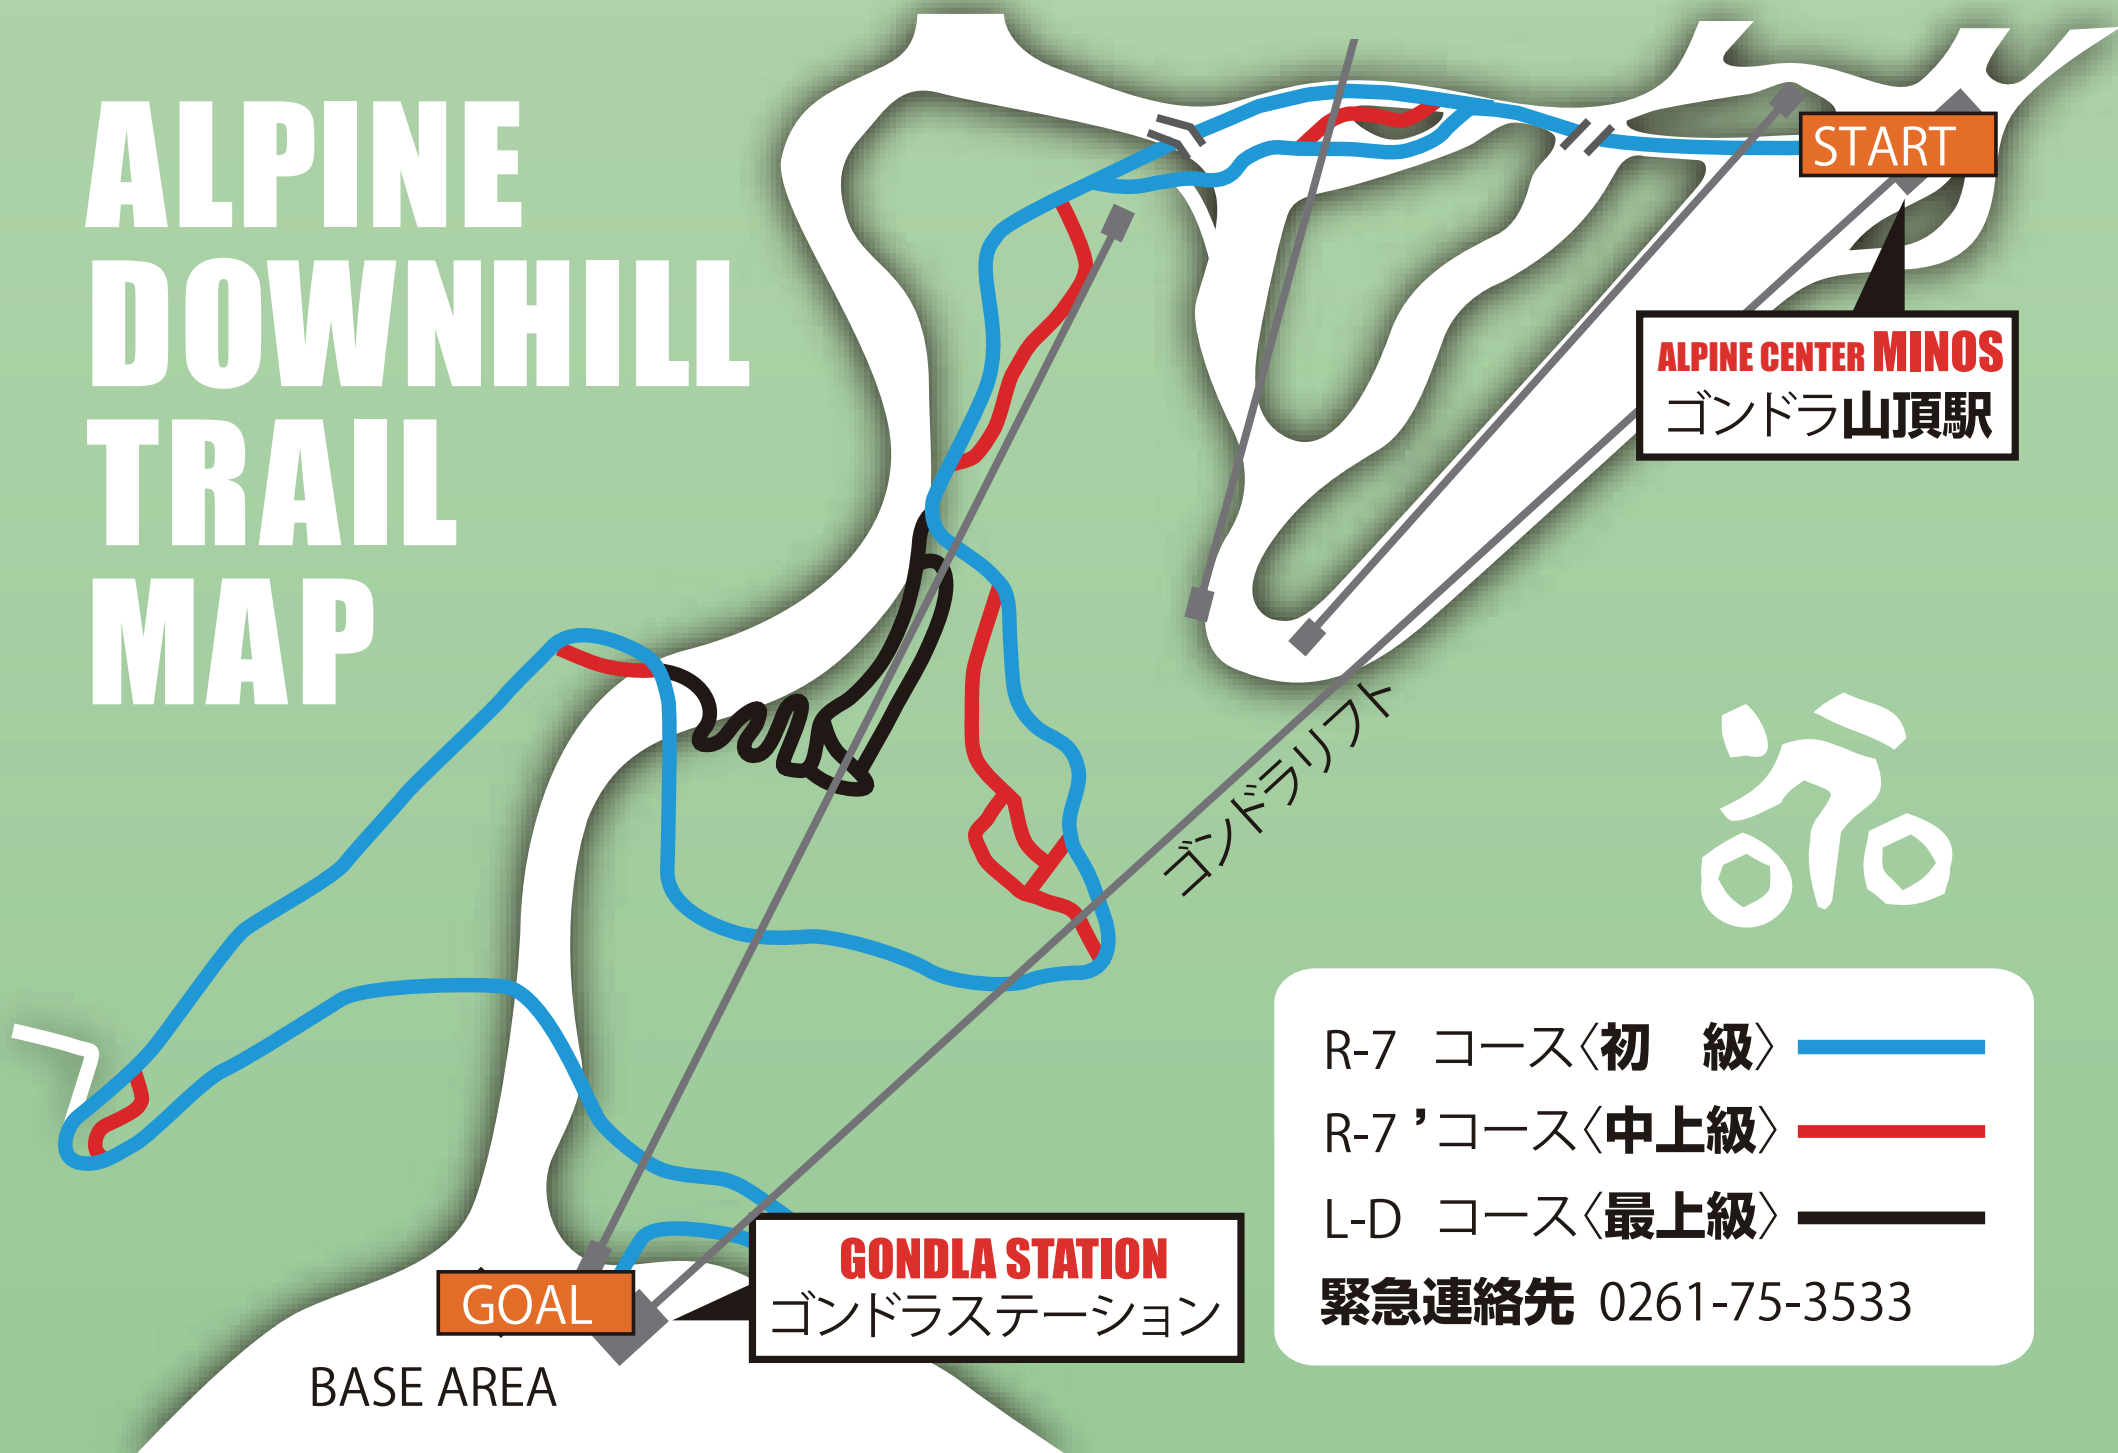 ALPINE
DOWNHILL
TRAIL
MAP
START
ALPINE CENTER MINOS
ゴンドラ山頂駅
ゴンドラリフト
R-7 コース〈初　級〉
R-7 ’コース〈中上級〉
L-D コース〈最上級〉
緊急連絡先 0261-75-3533
GONDLA STATION
ゴンドラステーション
GOAL
BASE AREA